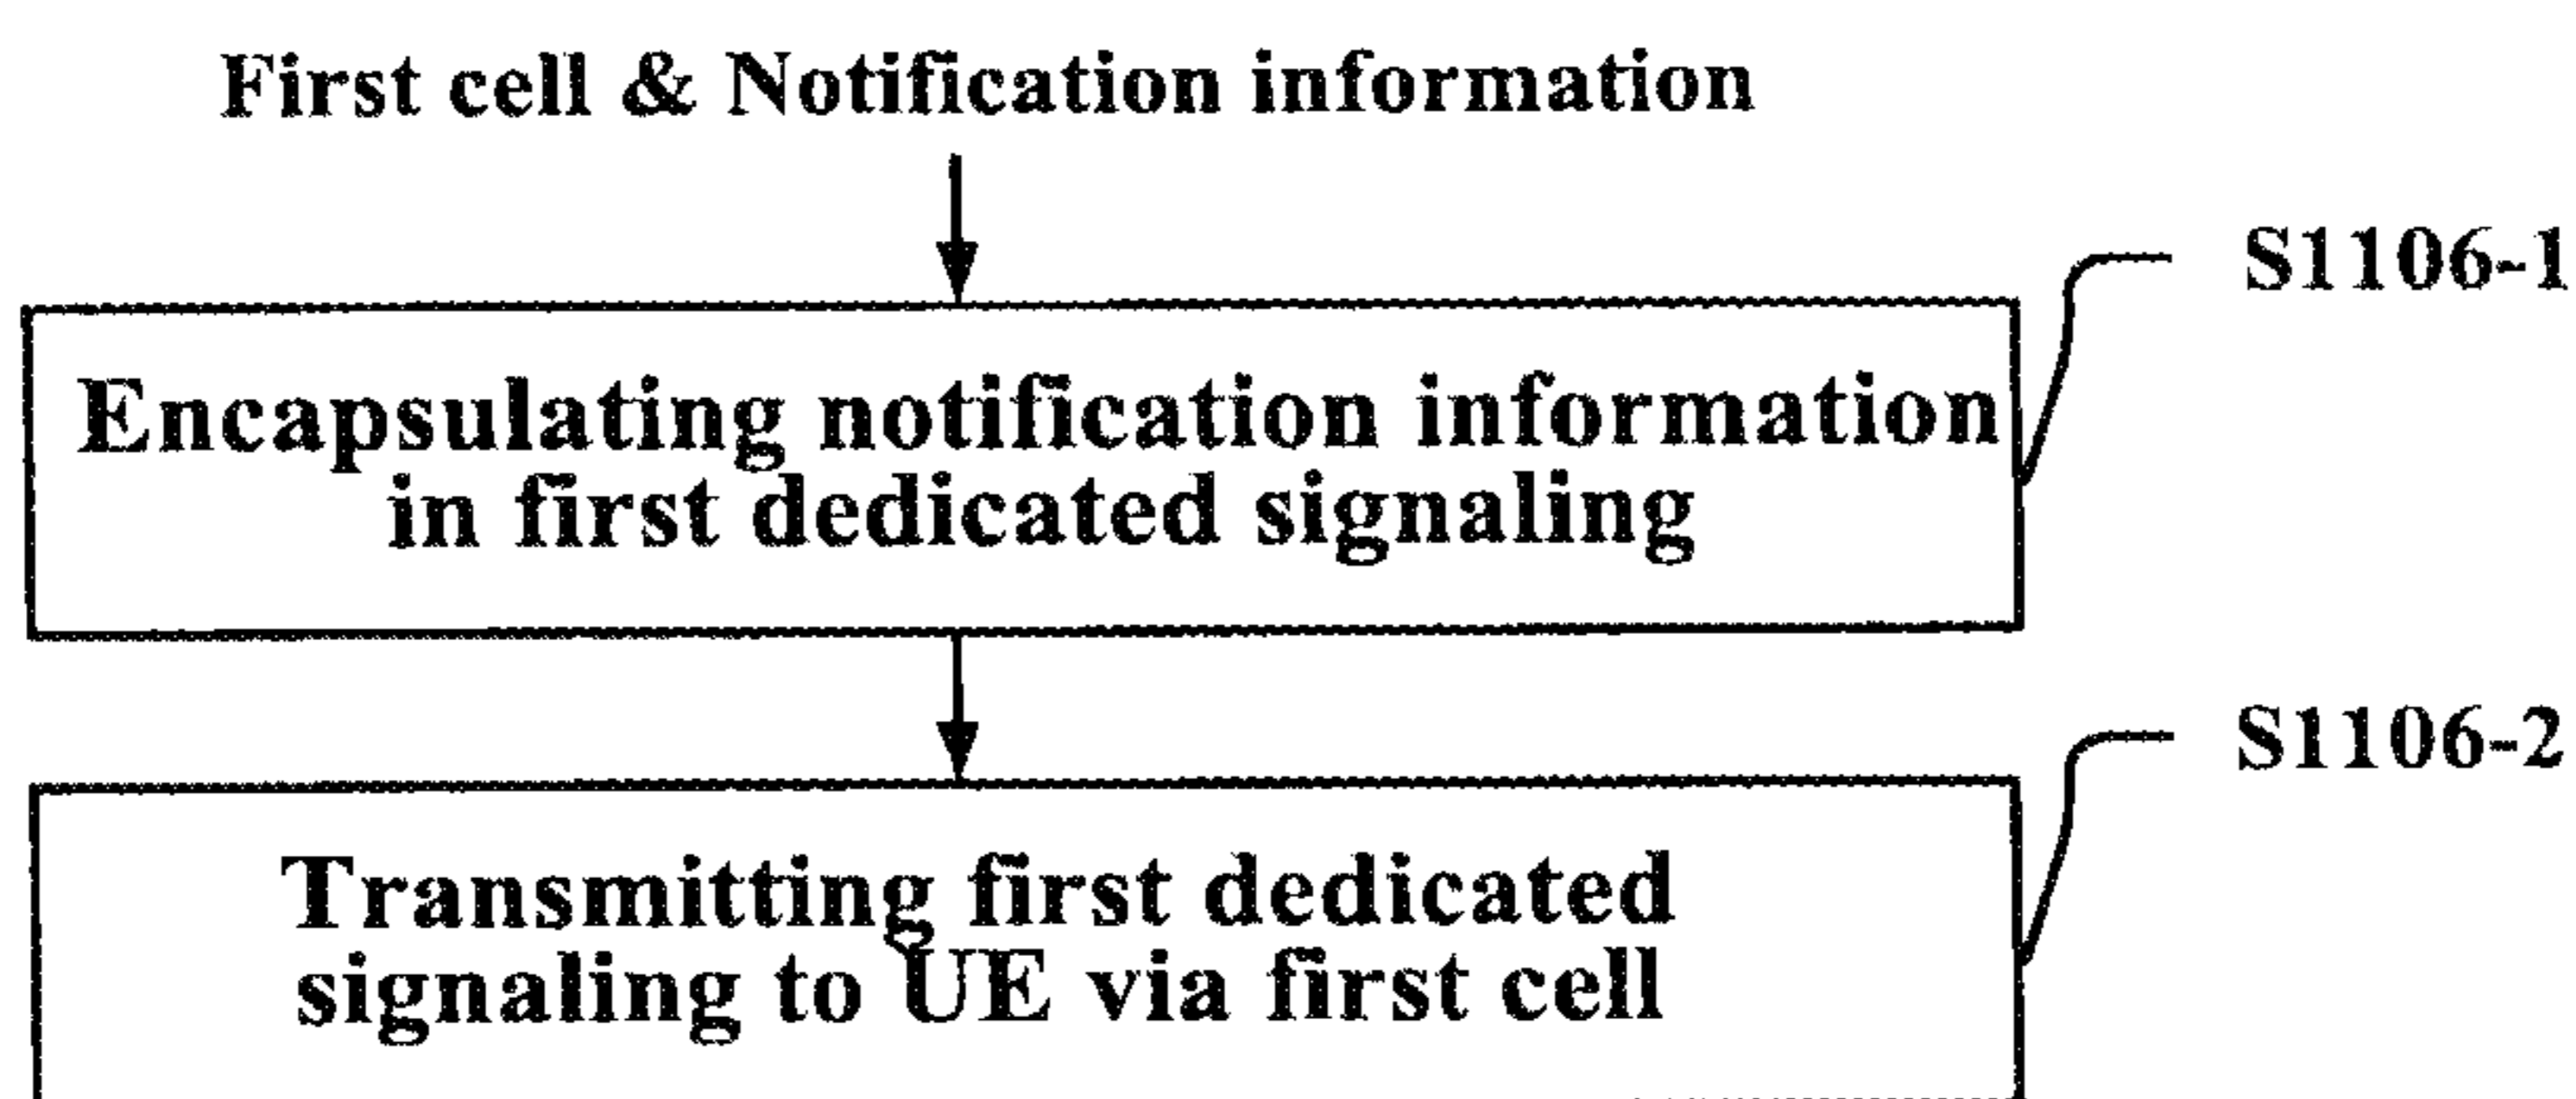 First cell & Notification information
S1106-1
Encapsulating notification information
in first dedicated signaling
S1106-2
Transmitting first dedicated
signaling to UE via first cell